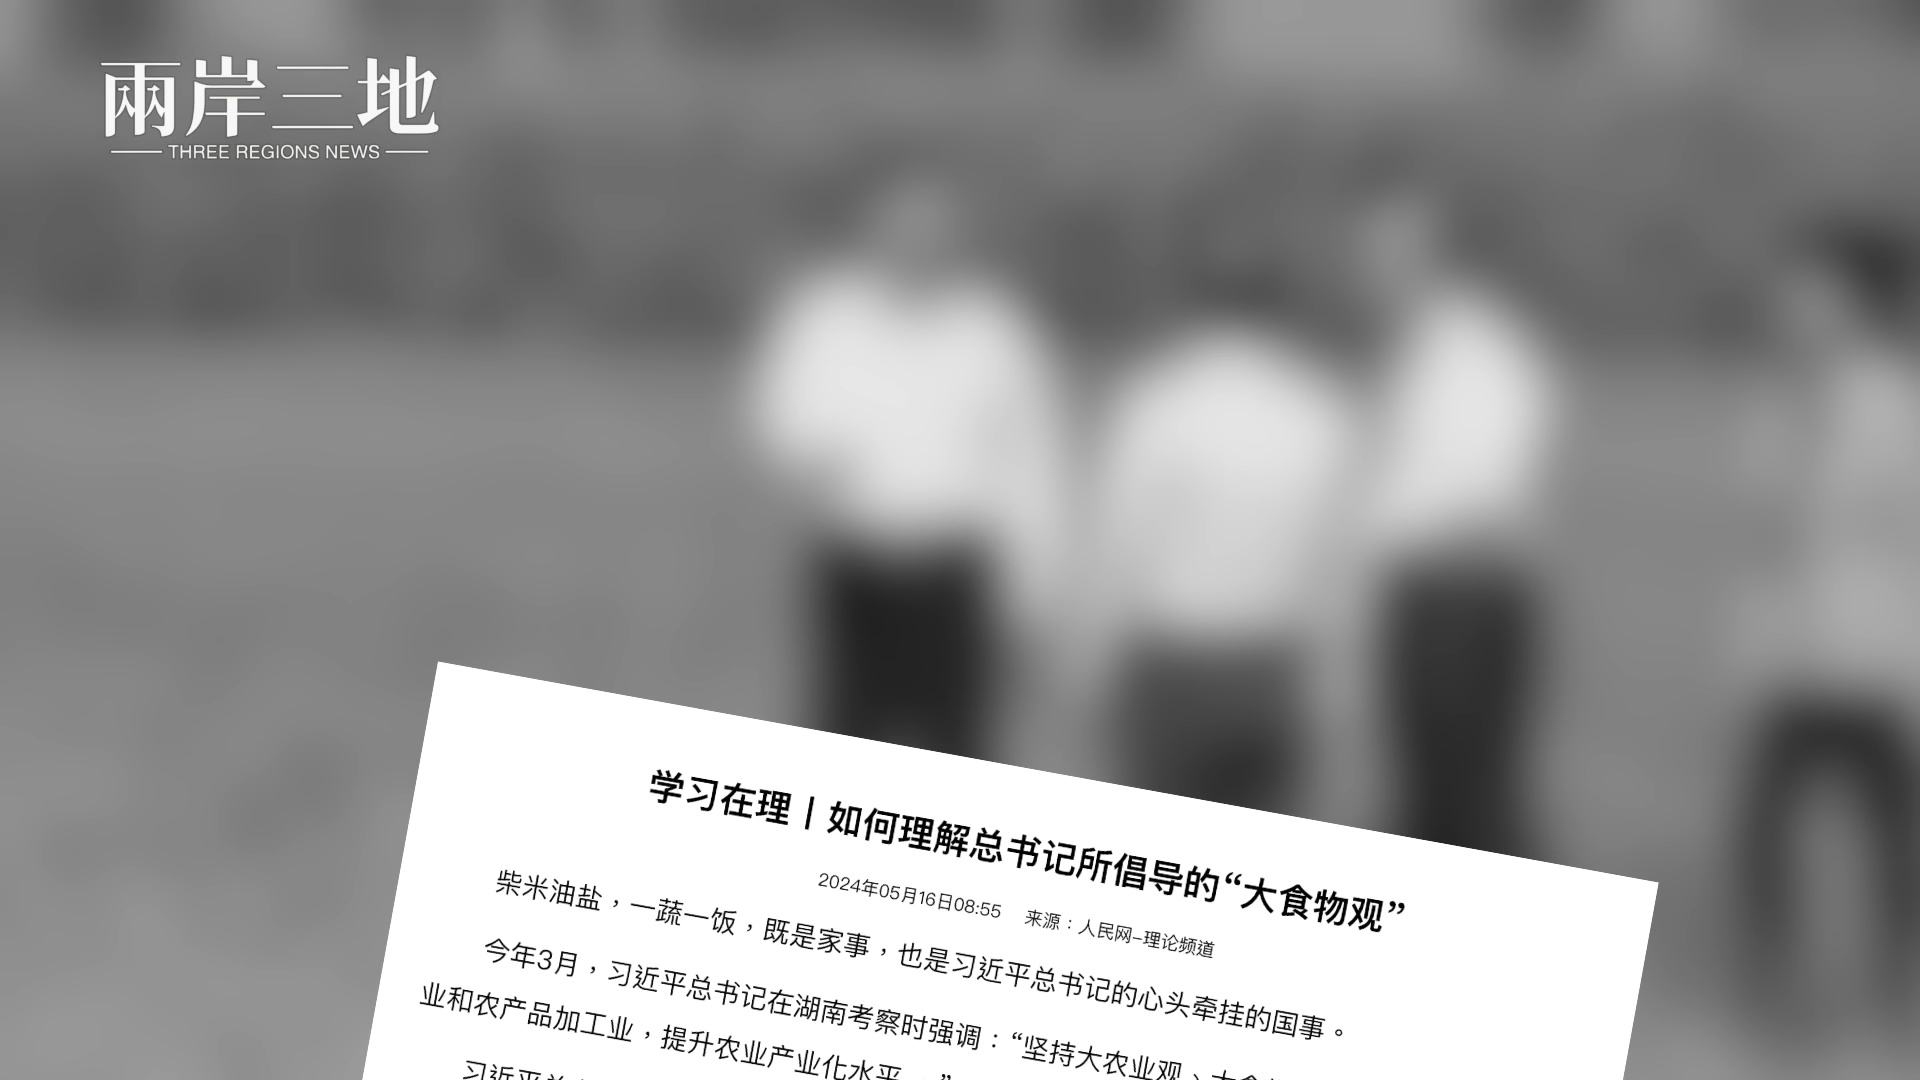 兩岸三地
THREE REGIONS NEWS
学习在理丨如何理解总书记所倡导的“大食物观”
2024年05月16日08:55 来源：人民网-理论频道
柴米油盐，一蔬一饭，既是家事，也是习近平总书记的心头牵挂的国事。
今年3月，习近平总书记在湖南考察时强调：“坚持大农业观、大食
业和农产品加工业，提升农业产业化水平。”
习近平总